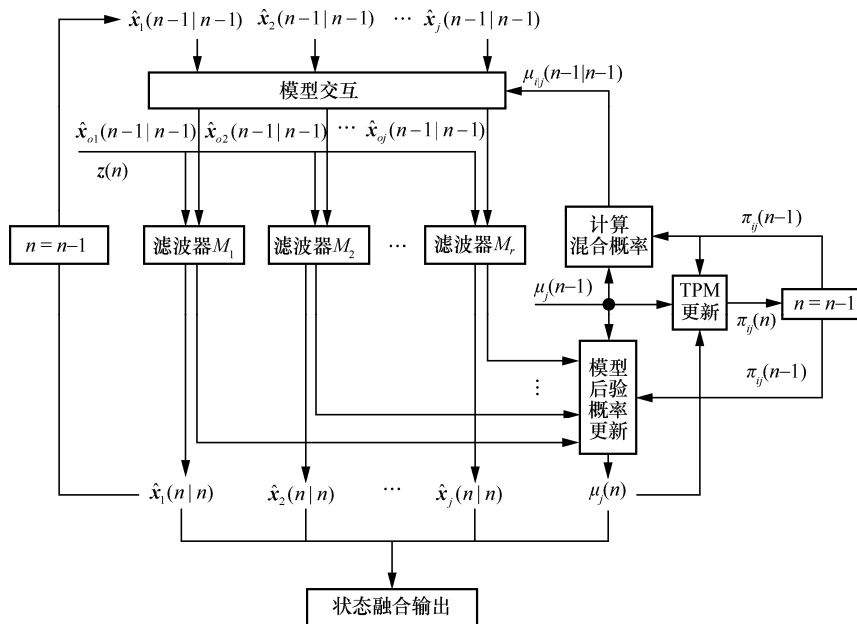 x̂₁(n−1|n−1) x̂₂(n−1|n−1) ⋯ x̂ⱼ(n−1|n−1)
模型交互
μᵢ|ⱼ(n−1|n−1)
x̂ₒ₁(n−1|n−1) x̂ₒ₂(n−1|n−1) ⋯ x̂ₒⱼ(n−1|n−1)
z(n)
n=n−1
滤波器M₁
滤波器M₂
⋯
滤波器Mᵣ
计算
混合概率
πᵢⱼ(n−1)
μⱼ(n−1)
TPM
更新
πᵢⱼ(n)
n=n−1
模型
后验
概率
更新
⋮
πᵢⱼ(n−1)
x̂₁(n|n) x̂₂(n|n) ⋯ x̂ⱼ(n|n) μⱼ(n)
状态融合输出